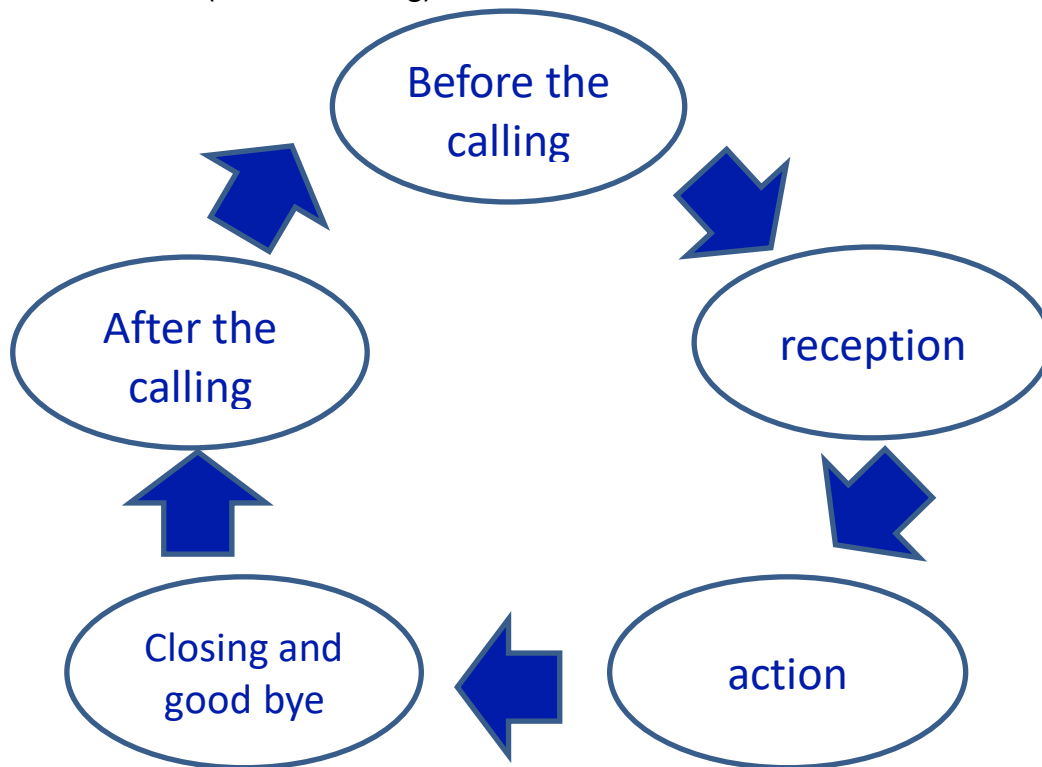 Before the
calling
reception
action
Closing and
good bye
After the
calling